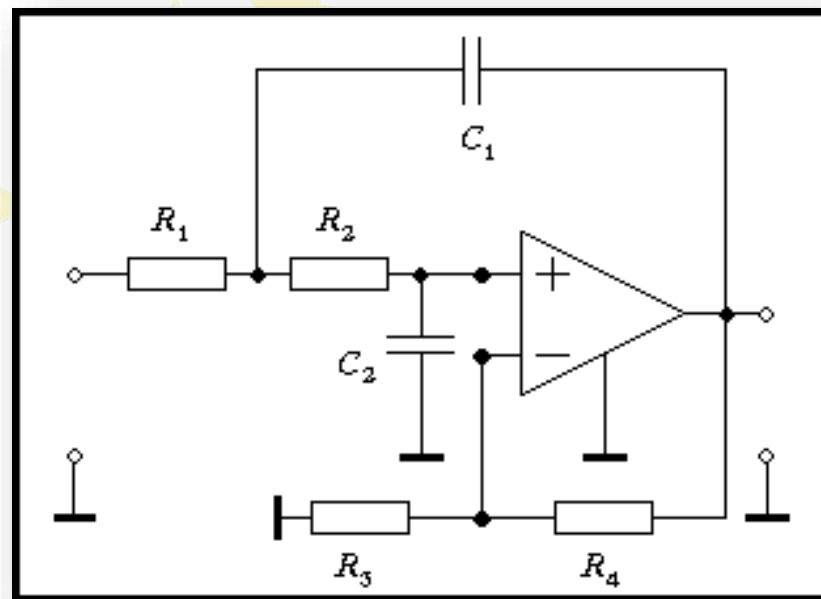 C₁
R₁ R₂
+
C₂ −
R₃ R₄